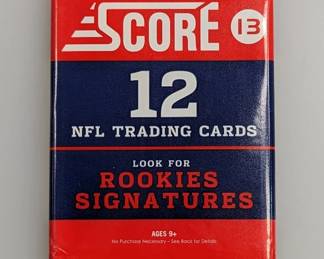 SCORE 13
12
NFL TRADING CARDS
LOOK FOR
ROOKIES
SIGNATURES
AGES 9+
No Purchase Necessary – See Back for Details